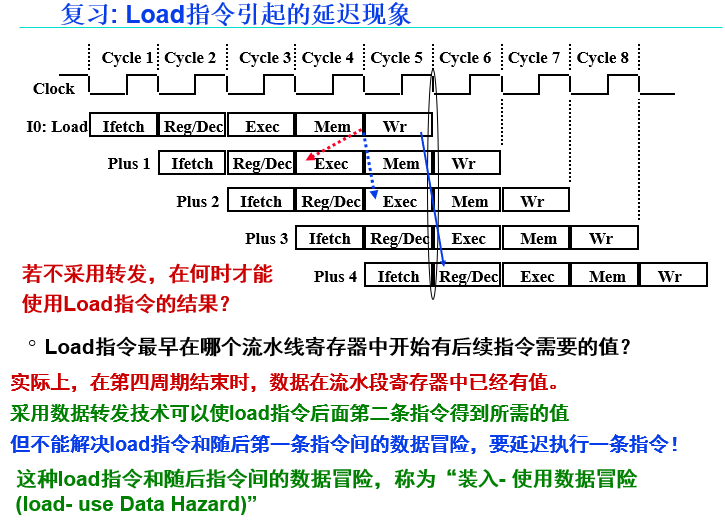 复习: Load指令引起的延迟现象
Cycle 1 Cycle 2 Cycle 3 Cycle 4 Cycle 5 Cycle 6 Cycle 7 Cycle 8
Clock
I0: Load Ifetch Reg/Dec Exec Mem Wr
Plus 1 Ifetch Reg/Dec Exec Mem Wr
Plus 2 Ifetch Reg/Dec Exec Mem Wr
Plus 3 Ifetch Reg/Dec Exec Mem Wr
Plus 4 Ifetch Reg/Dec Exec Mem Wr
若不采用转发，在何时才能
使用Load指令的结果？
° Load指令最早在哪个流水线寄存器中开始有后续指令需要的值？
实际上，在第四周期结束时，数据在流水段寄存器中已经有值。
采用数据转发技术可以使load指令后面第二条指令得到所需的值
但不能解决load指令和随后第一条指令间的数据冒险，要延迟执行一条指令！
这种load指令和随后指令间的数据冒险，称为“装入- 使用数据冒险
(load- use Data Hazard)”